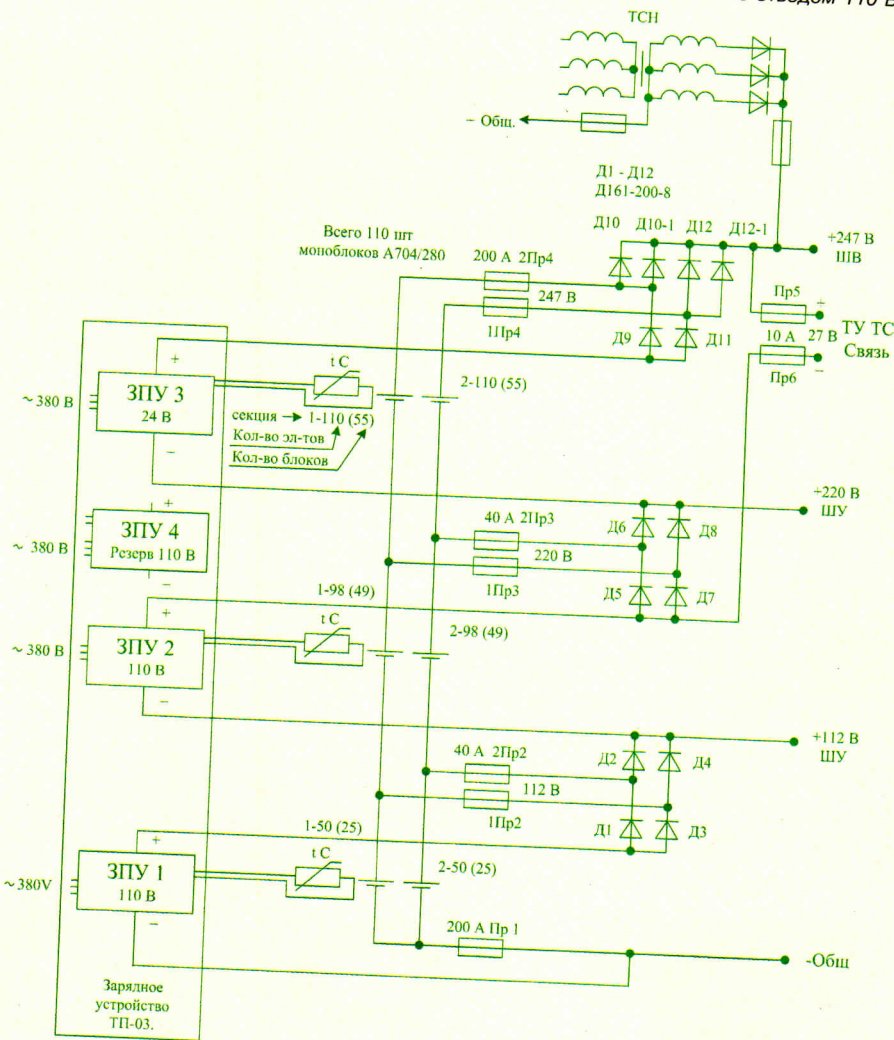 отводом 110 В
ТСН
− Общ.
Д1 - Д12
Д161-200-8
Всего 110 шт
моноблоков А704/280
Д10 Д10-1 Д12 Д12-1
+247 В
ШВ
200 А 2Пр4
247 В
1Пр4
Пр5
+
Д9 Д11
10 А 27 В
ТУ ТС
Связь
Пр6
−
+
t C
2-110 (55)
~ 380 В
ЗПУ 3
24 В
секция → 1-110 (55)
Кол-во эл-тов
Кол-во блоков
−
+220 В
ШУ
+
40 А 2Пр3
Д6 Д8
~ 380 В
ЗПУ 4
Резерв 110 В
220 В
−
1Пр3
Д5 Д7
1-98 (49)
+
t C
2-98 (49)
~ 380 В
ЗПУ 2
110 В
−
+112 В
ШУ
40 А 2Пр2
Д2 Д4
112 В
1Пр2
Д1 Д3
1-50 (25)
+
t C
2-50 (25)
~380V
ЗПУ 1
110 В
−
200 А Пр 1
-Общ
Зарялное
устройство
ТП-03.